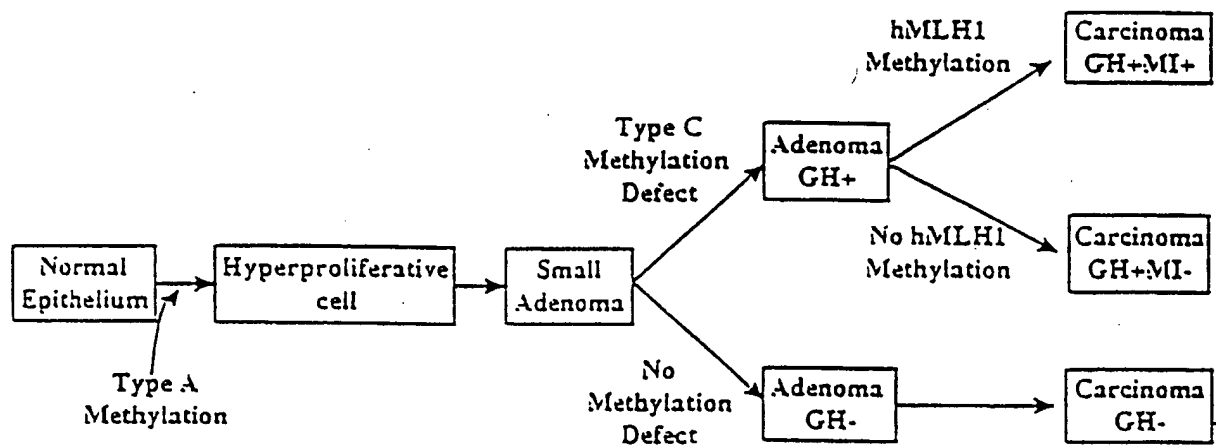 hMLH1
Methylation
Carcinoma
GH+MI+
Type C
Methylation
Defect
Adenoma
GH+
No hMLH1
Methylation
Carcinoma
GH+MI-
Normal
Epithelium
Hyperproliferative
cell
Small
Adenoma
Type A
Methylation
No
Methylation
Defect
Adenoma
GH-
Carcinoma
GH-